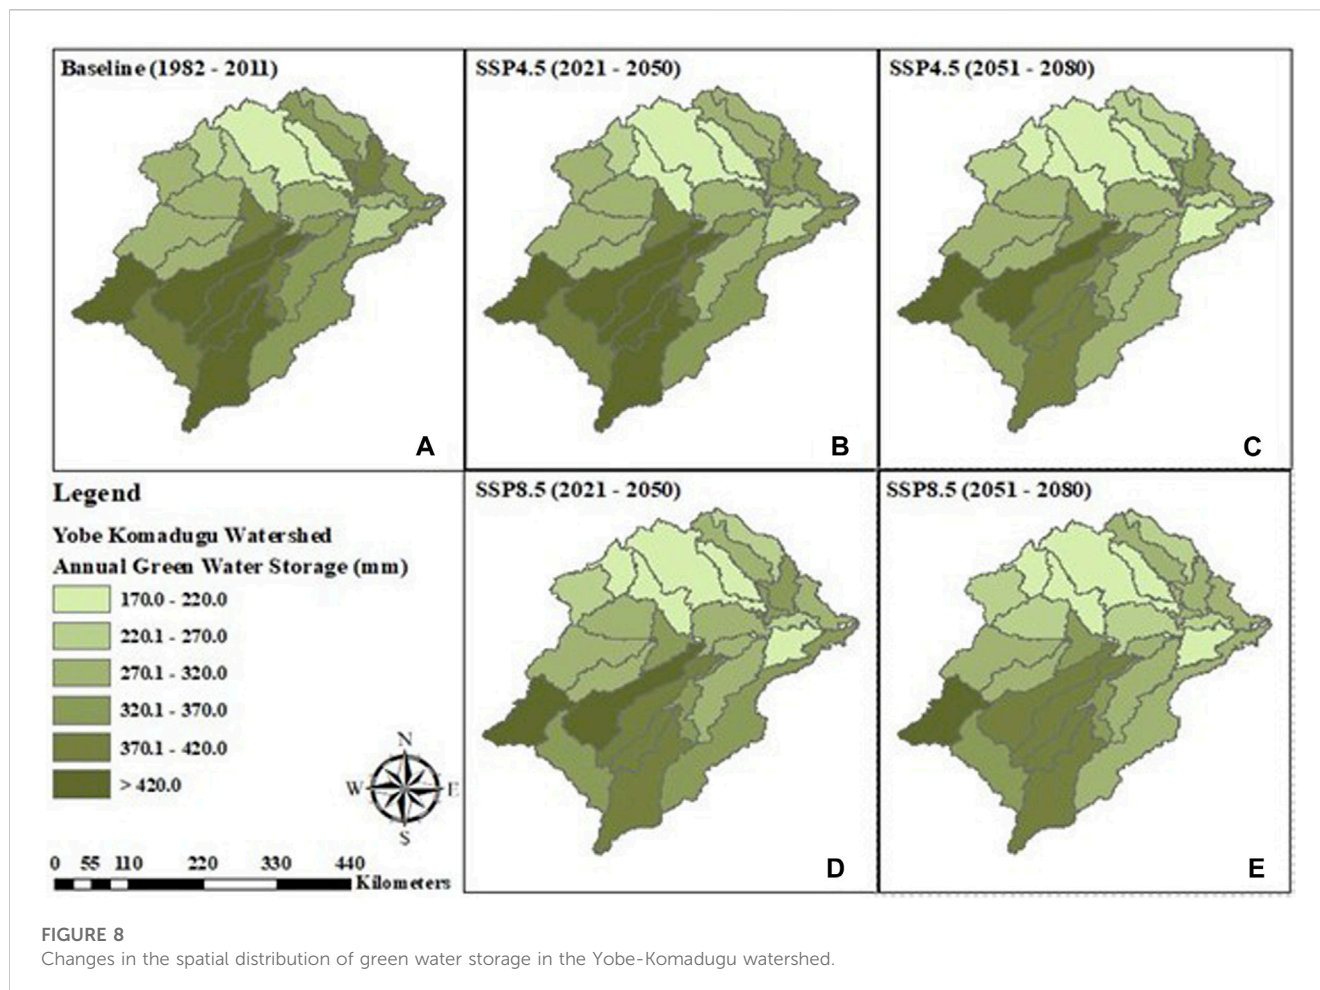 Baseline (1982 - 2011)
A
SSP4.5 (2021 - 2050)
B
SSP4.5 (2051 - 2080)
C
Legend
Yobe Komadugu Watershed
Annual Green Water Storage (mm)
170.0 - 220.0
220.1 - 270.0
270.1 - 320.0
320.1 - 370.0
370.1 - 420.0
> 420.0
N
W E
S
0 55 110 220 330 440
Kilometers
SSP8.5 (2021 - 2050)
D
SSP8.5 (2051 - 2080)
E
FIGURE 8
Changes in the spatial distribution of green water storage in the Yobe-Komadugu watershed.